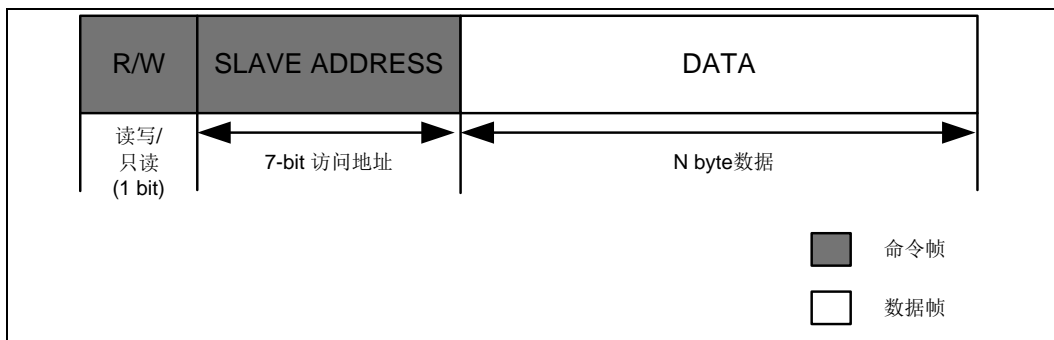 R/W SLAVE ADDRESS DATA
读写/
只读
(1 bit)
7-bit 访问地址
N byte数据
命令帧
数据帧